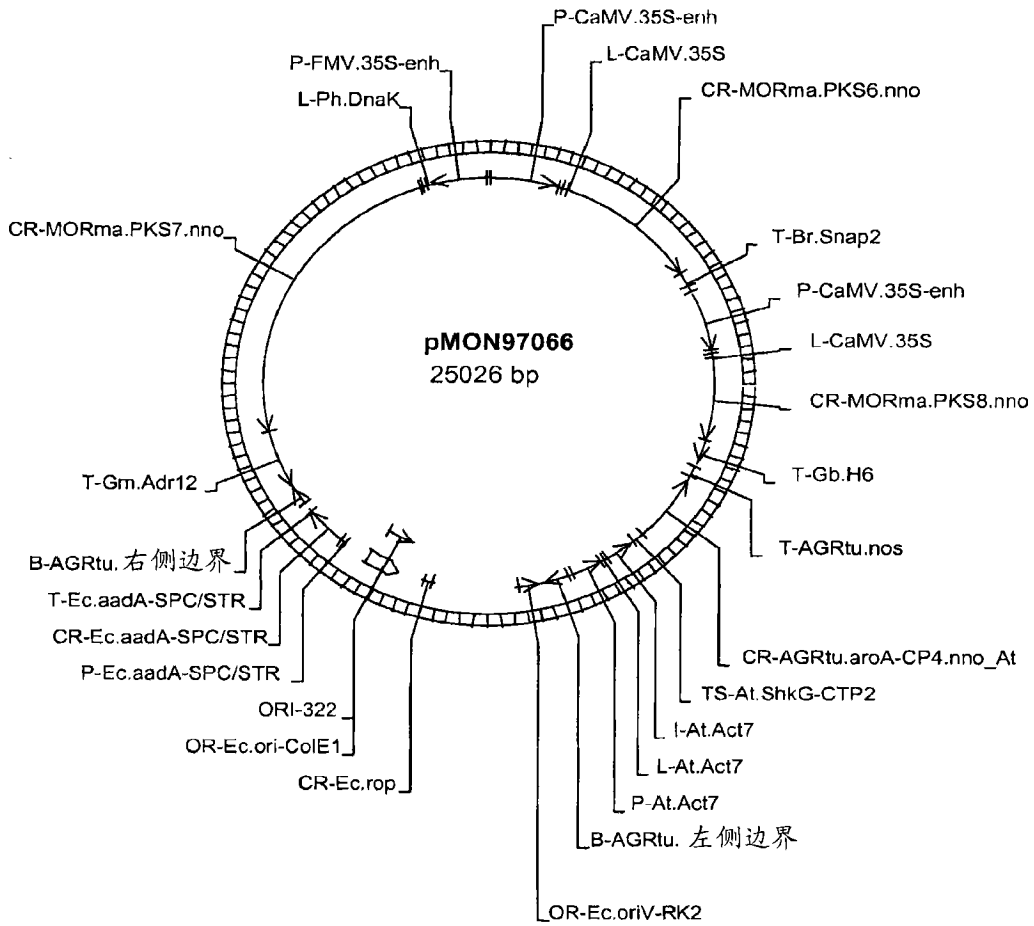 P-CaMV.35S-enh
L-CaMV.35S
P-FMV.35S-enh
L-Ph.DnaK
CR-MORma.PKS6.nno
CR-MORma.PKS7.nno
T-Br.Snap2
P-CaMV.35S-enh
pMON97066
25026 bp
L-CaMV.35S
CR-MORma.PKS8.nno
T-Gb.H6
T-Gm.Adr12
T-AGRtu.nos
B-AGRtu. 右侧边界
T-Ec.aadA-SPC/STR
CR-Ec.aadA-SPC/STR
P-Ec.aadA-SPC/STR
CR-AGRtu.aroA-CP4.nno_At
TS-At.ShkG-CTP2
ORI-322
I-At.Act7
OR-Ec.ori-ColE1
L-At.Act7
CR-Ec.rop
P-At.Act7
B-AGRtu. 左侧边界
OR-Ec.oriV-RK2